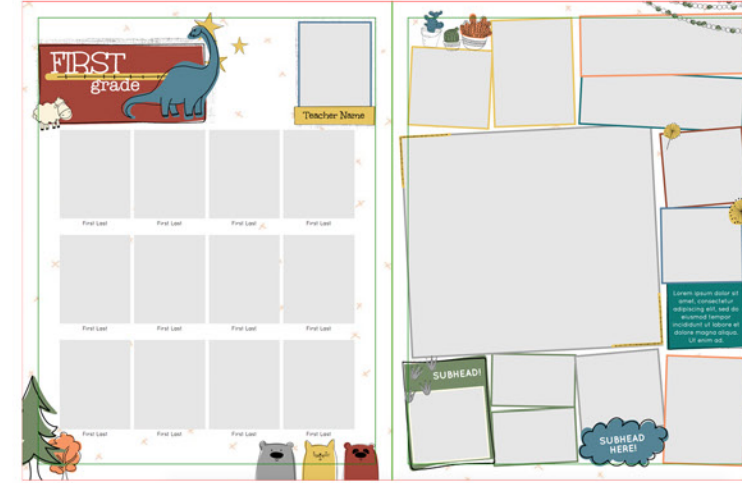 FIRST
grade
Teacher Name
First Last
First Last
First Last
First Last
First Last
First Last
First Last
First Last
First Last
First Last
First Last
First Last
Lorem ipsum dolor sit
amet, consectetur
adipiscing elit, sed do
eiusmod tempor
incididunt ut labore et
dolore magna aliqua.
Ut enim ad.
SUBHEAD!
SUBHEAD
HERE!